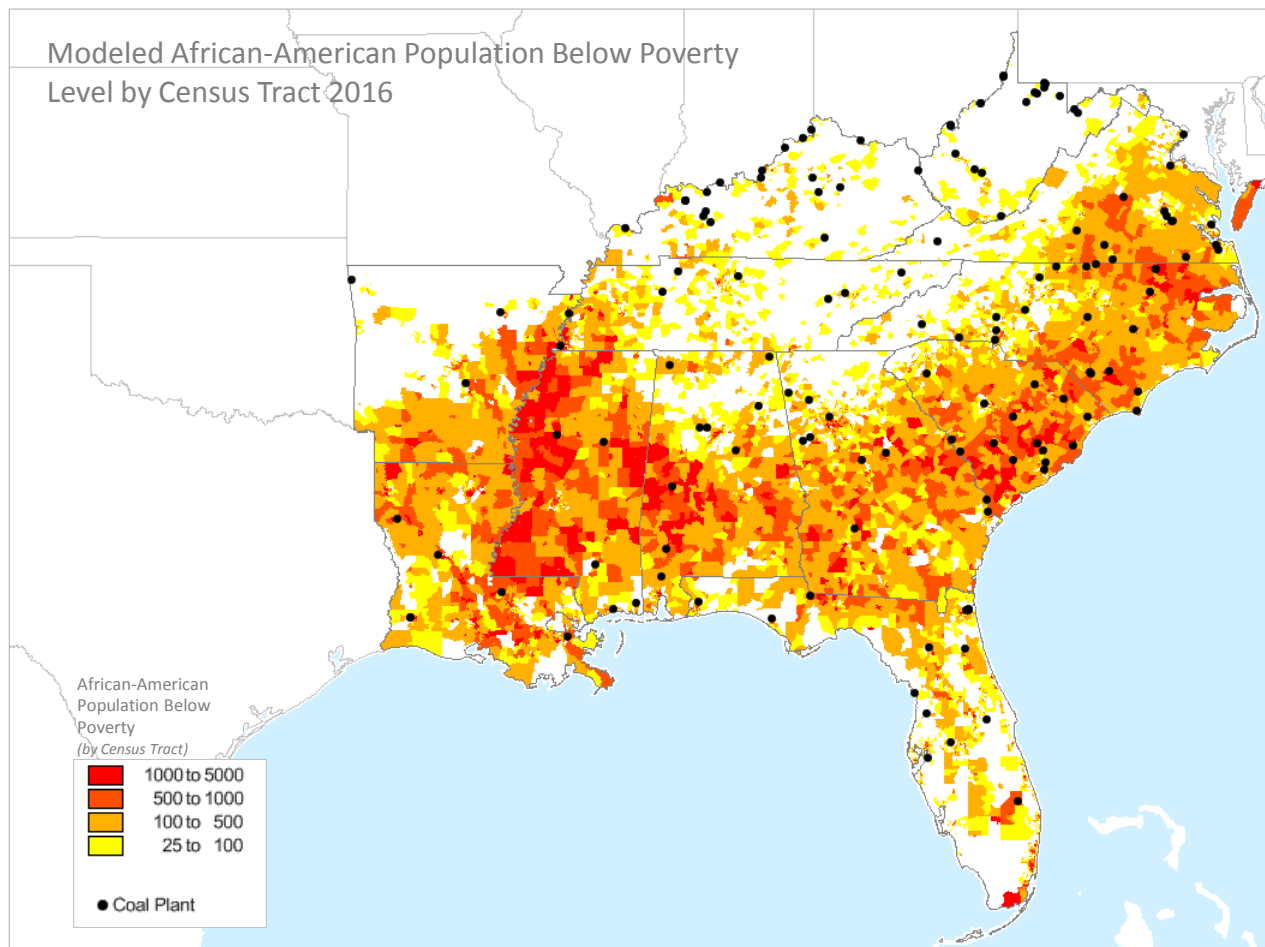 Modeled African-American Population Below Poverty
Level by Census Tract 2016
African-American
Population Below
Poverty
(by Census Tract)
1000 to 5000
500 to 1000
100 to 500
25 to 100
Coal Plant